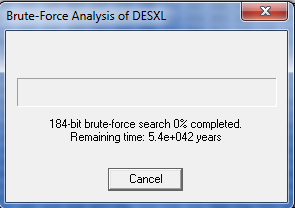 Brute-Force Analysis of DESXL
184-bit brute-force search 0% completed.
Remaining time: 5.4e+042 years
Cancel